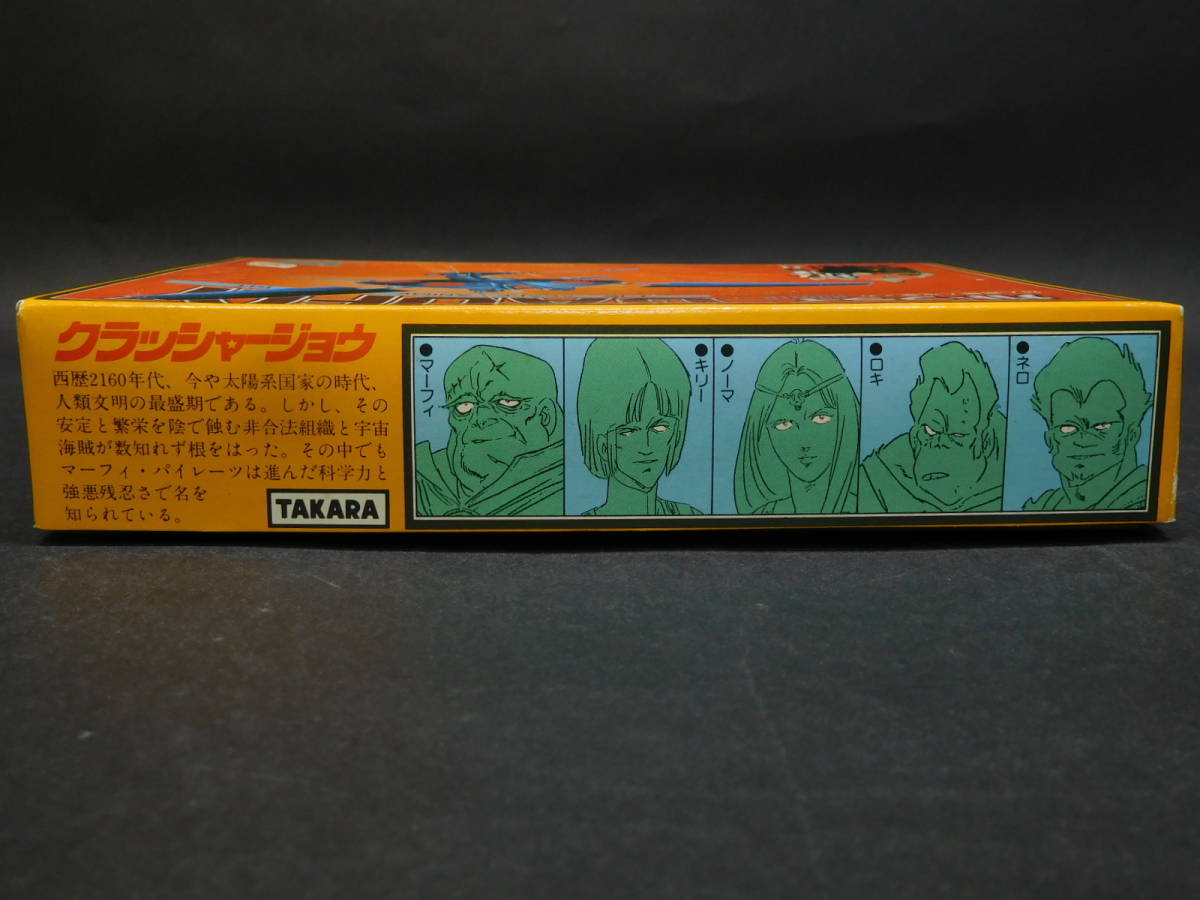 クラッシャージョウ
西歴2160年代、今や太陽系国家の時代、
人類文明の最盛期である。しかし、その
安定と繁栄を陰で蝕む非合法組織と宇宙
海賊が数知れず根をはった。その中でも
マーフィ・パイレーツは進んだ科学力と
強悪残忍さで名を
知られている。
TAKARA
●マーフィ
●キリー
●ノーマ
●ロキ
●ネロ